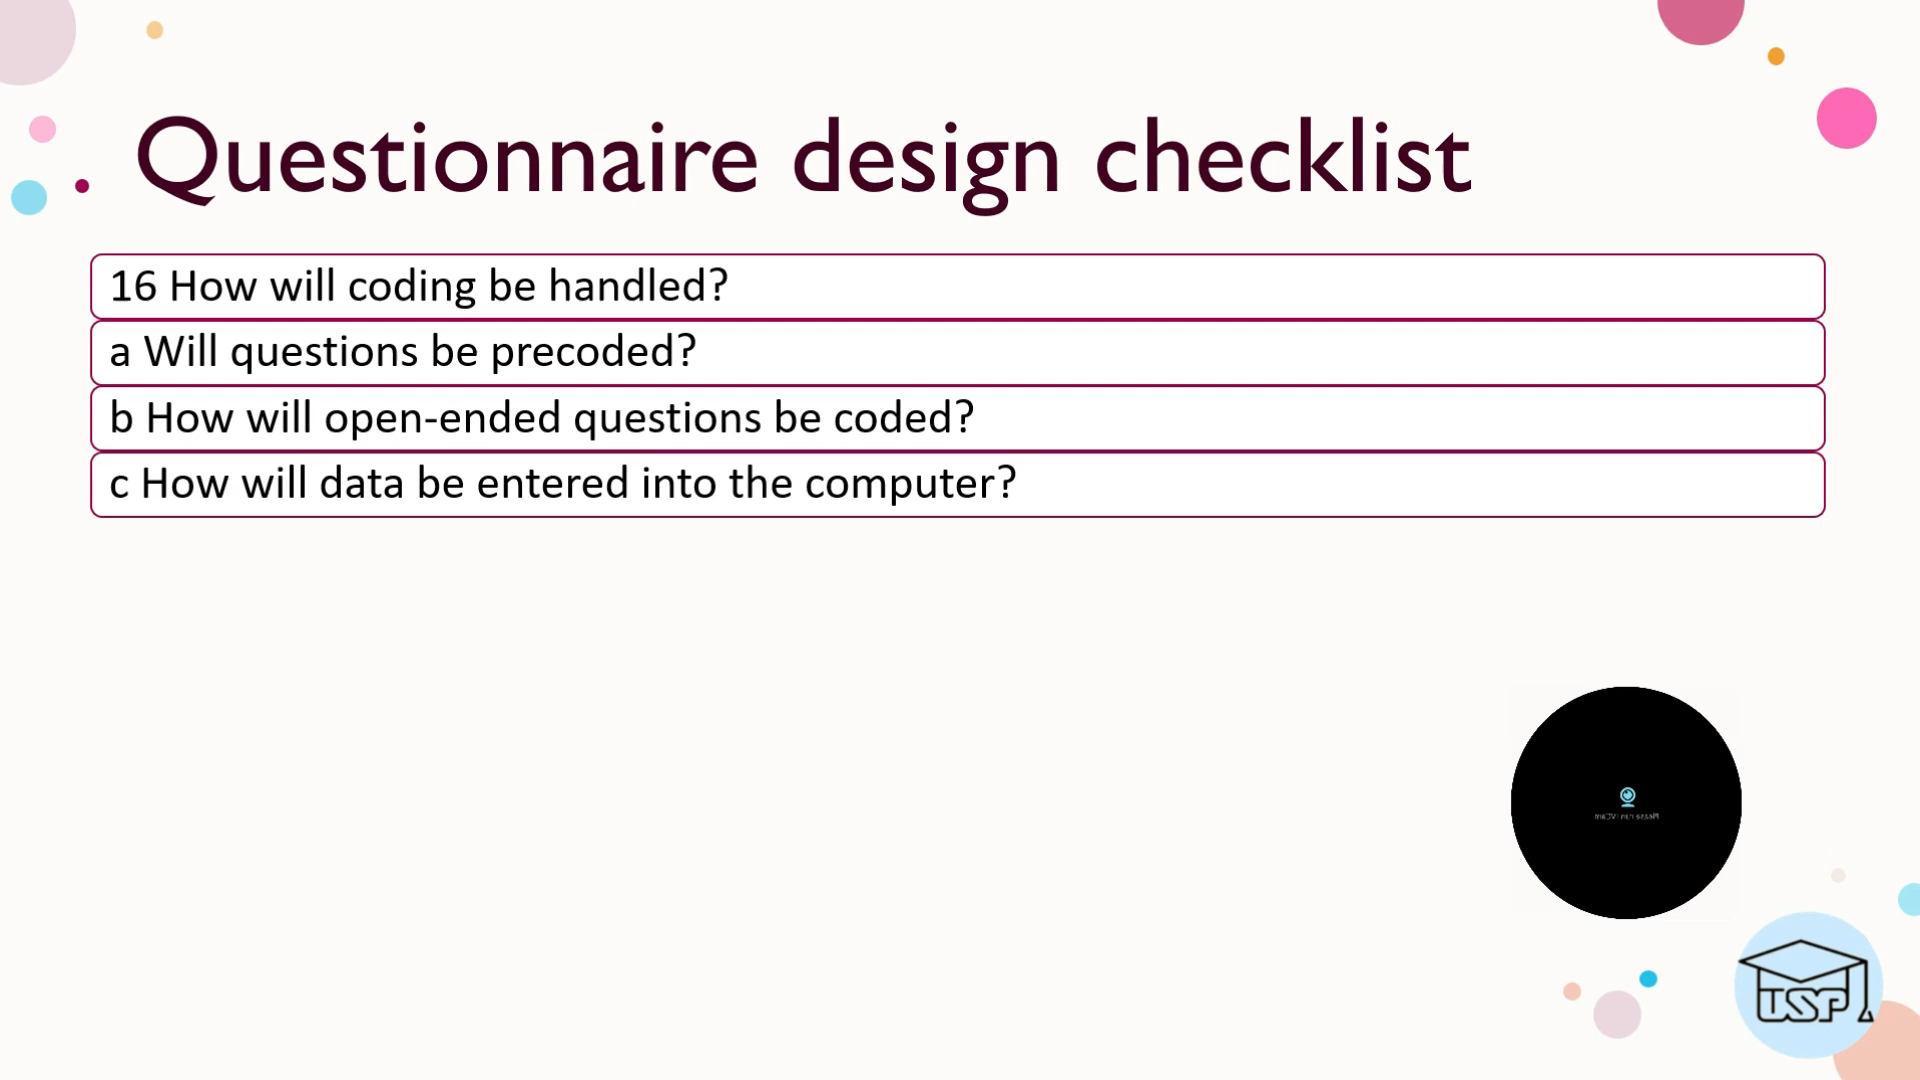 Questionnaire design checklist
16 How will coding be handled?
a Will questions be precoded?
b How will open-ended questions be coded?
c How will data be entered into the computer?
USP